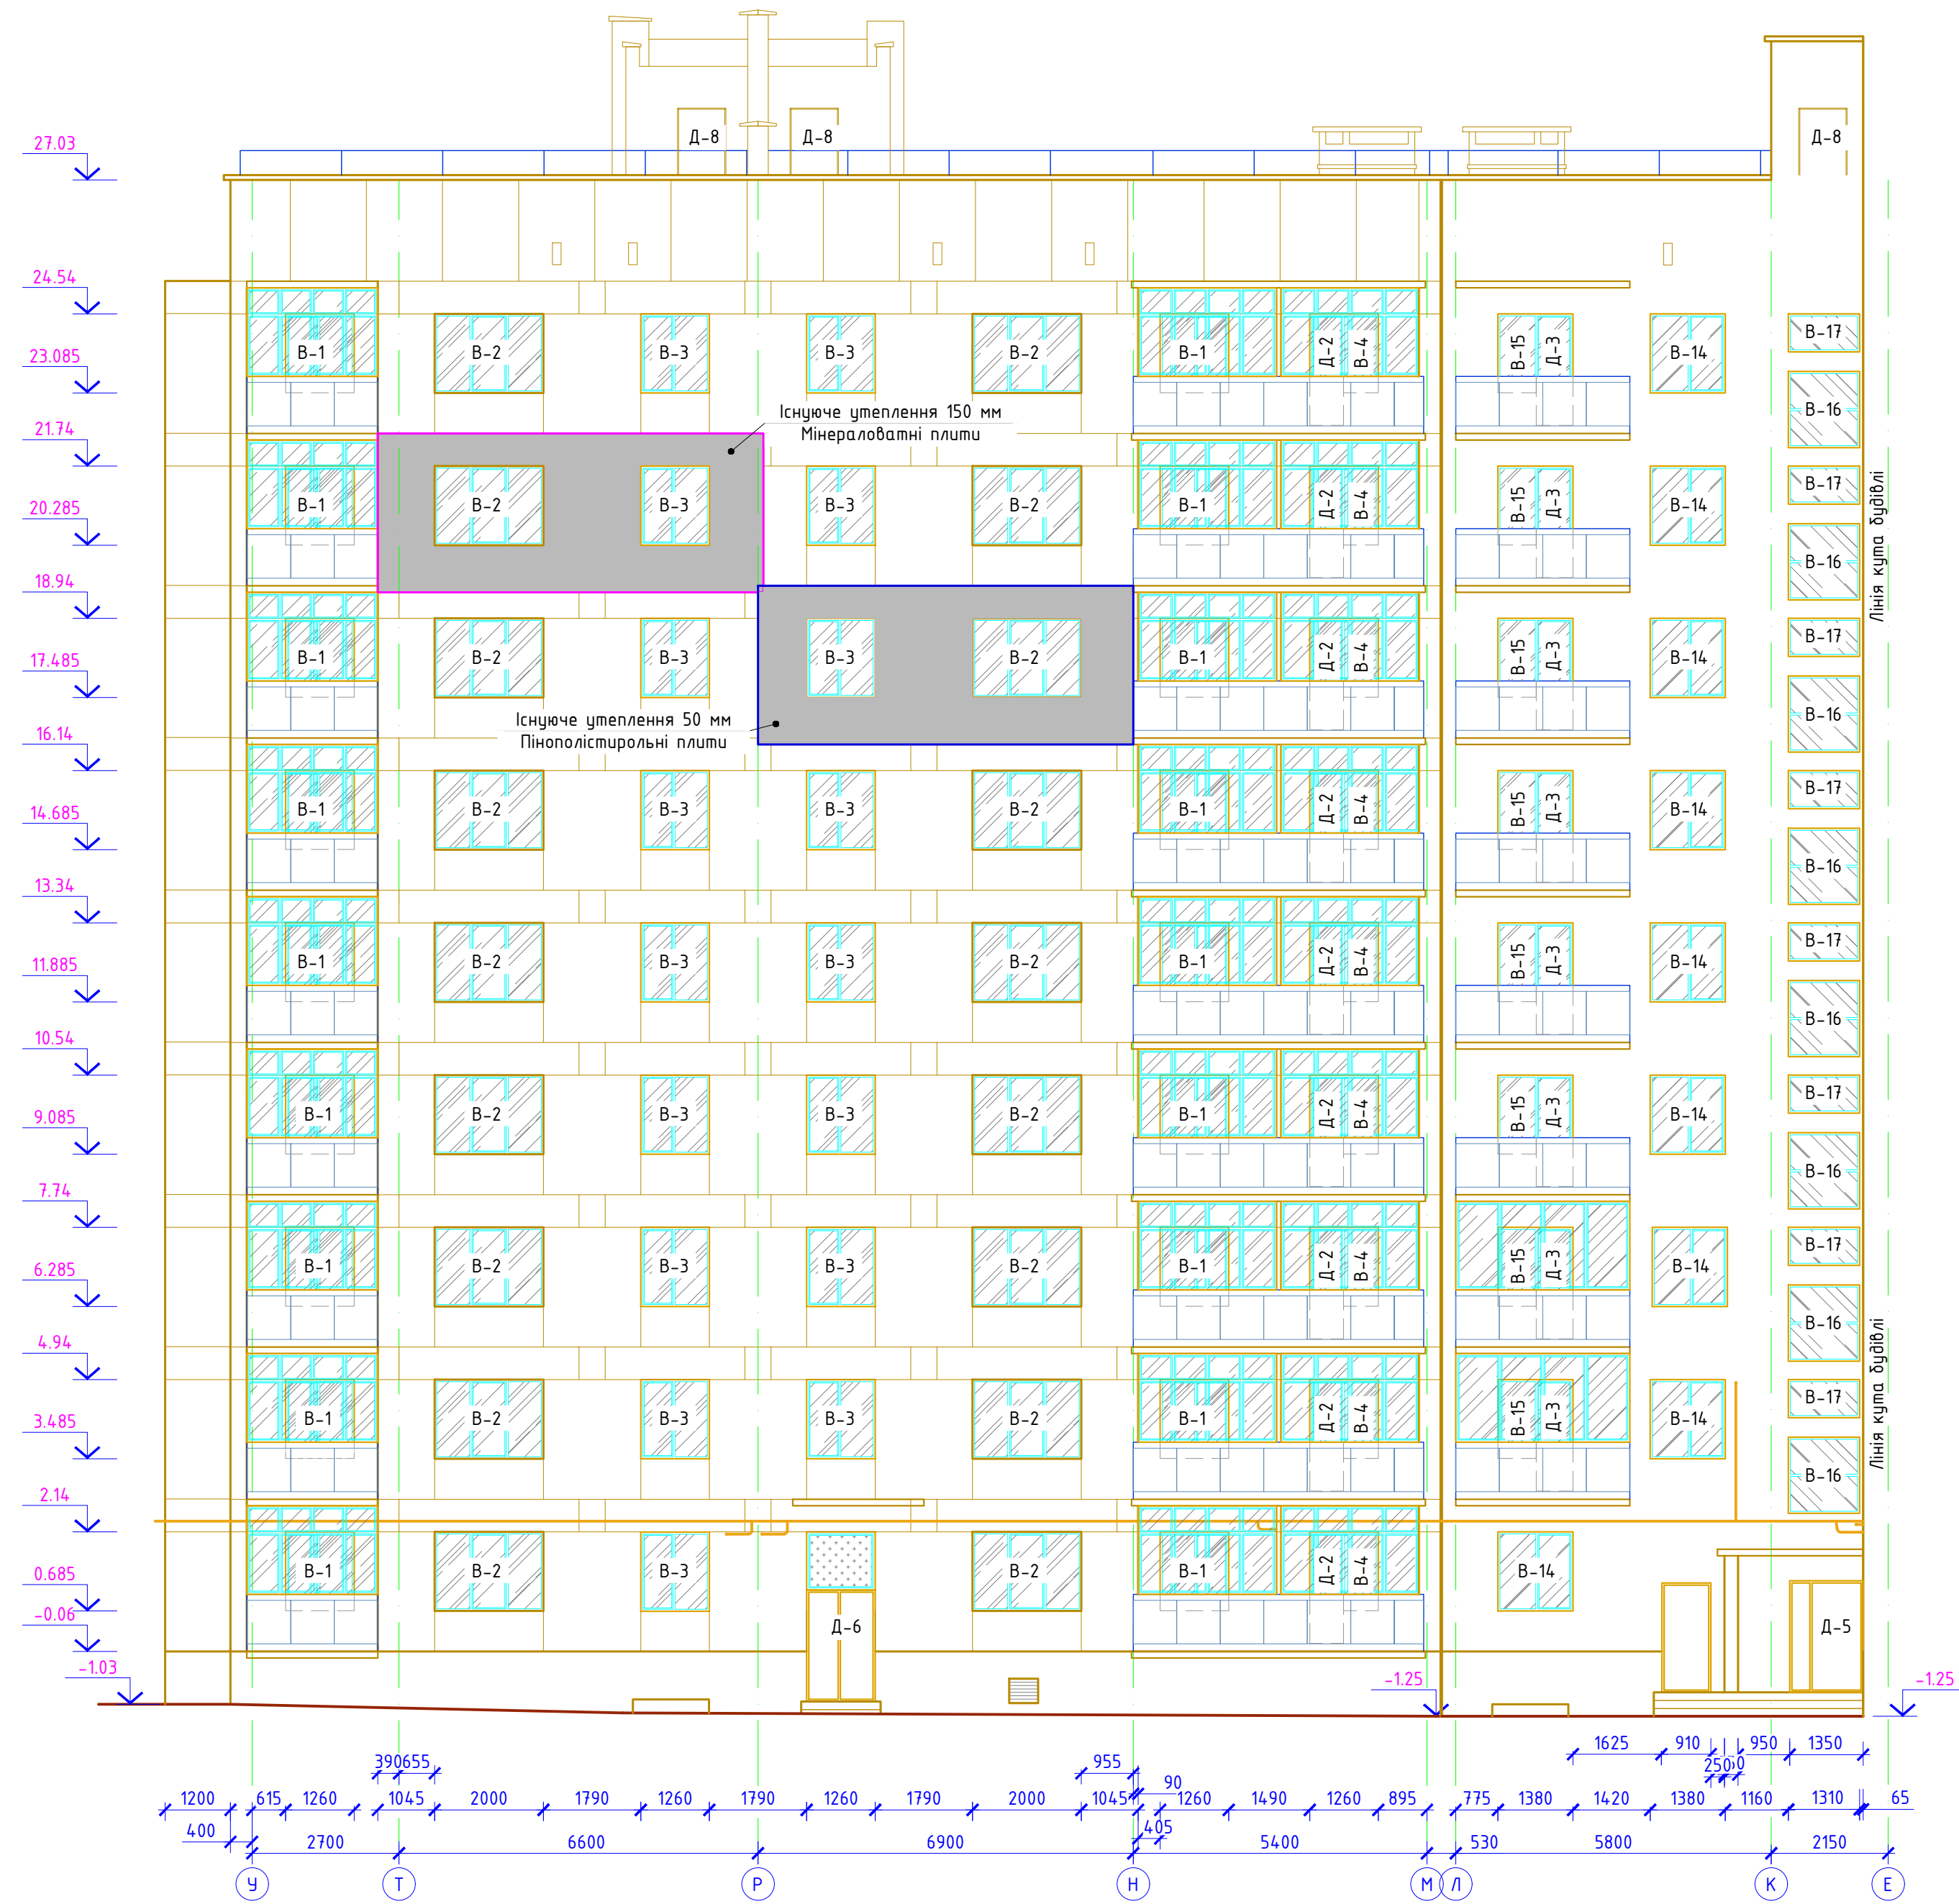 Д-8 Д-8 Д-8
27.03
24.54
В-1 В-2 В-3 В-3 В-2 В-1 Д-2 В-4 В-15 Д-3 В-14 В-17
23.085
В-16
Існуюче утеплення 150 мм
Мінераловатні плити
21.74
В-1 В-2 В-3 В-3 В-2 В-1 Д-2 В-4 В-15 Д-3 В-14 В-17
20.285
В-16
Лінія кута будівлі
18.94
В-1 В-2 В-3 В-3 В-2 В-1 Д-2 В-4 В-15 Д-3 В-14 В-17
17.485
В-16
Існуюче утеплення 50 мм
Пінополістирольні плити
16.14
В-1 В-2 В-3 В-3 В-2 В-1 Д-2 В-4 В-15 Д-3 В-14 В-17
14.685
В-16
13.34
В-1 В-2 В-3 В-3 В-2 В-1 Д-2 В-4 В-15 Д-3 В-14 В-17
11.885
В-16
10.54
В-1 В-2 В-3 В-3 В-2 В-1 Д-2 В-4 В-15 Д-3 В-14 В-17
9.085
В-16
7.74
В-1 В-2 В-3 В-3 В-2 В-1 Д-2 В-4 В-15 Д-3 В-14 В-17
6.285
В-16
Лінія кута будівлі
4.94
В-1 В-2 В-3 В-3 В-2 В-1 Д-2 В-4 В-15 Д-3 В-14 В-17
3.485
В-16
2.14
В-1 В-2 В-3 В-2 В-1 Д-2 В-4 В-14
0.685
-0.06
Д-6 Д-5
-1.03 -1.25 -1.25
1625 910 950 1350
390 655 955 250
90
1200 615 1260 1045 2000 1790 1260 1790 1260 1790 2000 1045 1260 1490 1260 895 775 1380 1420 1380 1160 1310 65
400 405
2700 6600 6900 5400 530 5800 2150
У Т Р Н М Л К Е